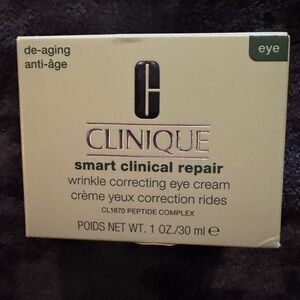 de-aging
anti-âge
eye
CLINIQUE
smart clinical repair
wrinkle correcting eye cream
crème yeux correction rides
CL1870 PEPTIDE COMPLEX
POIDS NET WT. 1 OZ./30 ml ℮